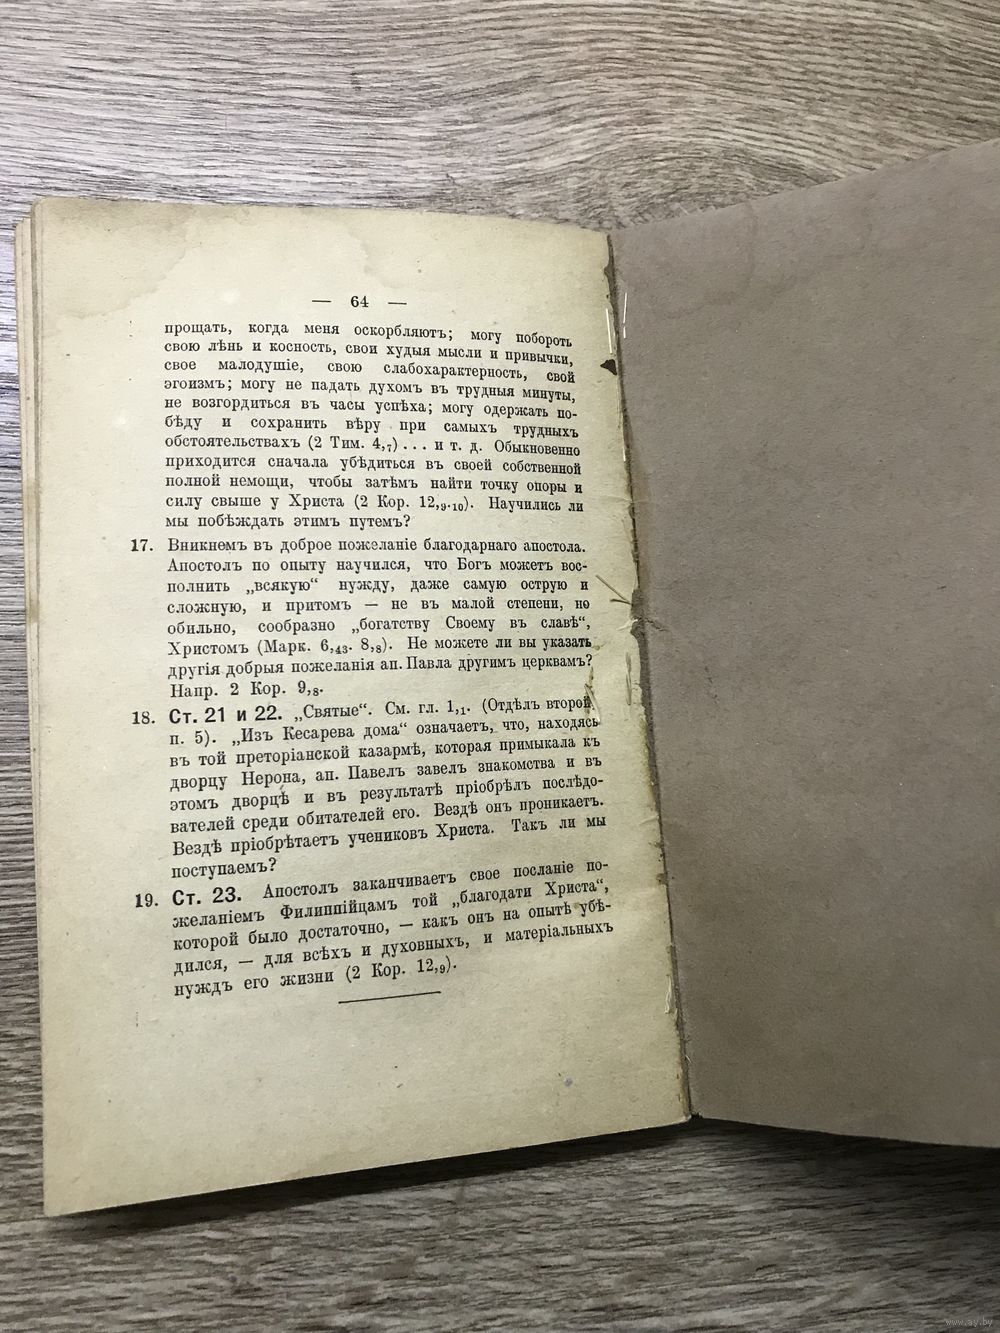 — 64 —
прощать, когда меня оскорбляютъ; могу побороть
свою лѣнь и косность, свои худыя мысли и привычки,
свое малодушіе, свою слабохарактерность, свой
эгоизмъ; могу не падать духомъ въ трудныя минуты,
не возгордиться въ часы успѣха; могу одержать по-
бѣду и сохранить вѣру при самыхъ трудныхъ
обстоятельствахъ (2 Тим. 4,₇) . . . и т. д. Обыкновенно
приходится сначала убѣдиться въ своей собственной
полной немощи, чтобы затѣмъ найти точку опоры и
силу свыше у Христа (2 Кор. 12,₉.₁₀). Научились ли
мы побѣждать этимъ путемъ?
17. Вникнемъ въ доброе пожеланіе благодарнаго апостола.
Апостолъ по опыту научился, что Богъ можетъ вос-
полнить „всякую“ нужду, даже самую острую и
сложную, и притомъ — не въ малой степени, но
обильно, сообразно „богатству Своему въ славѣ“,
Христомъ (Марк. 6,₄₃. 8,₈). Не можете ли вы указать
другія добрыя пожеланія ап. Павла другимъ церквамъ?
Напр. 2 Кор. 9,₈.
18. Ст. 21 и 22. „Святые“. См. гл. 1,₁. (Отдѣлъ второй,
п. 5). „Изъ Кесарева дома“ означаетъ, что, находясь
въ той преторіанской казармѣ, которая примыкала къ
дворцу Нерона, ап. Павелъ завелъ знакомства и въ
этомъ дворцѣ и въ результатѣ пріобрѣлъ послѣдо-
вателей среди обитателей его. Вездѣ онъ проникаетъ.
Вездѣ пріобрѣтаетъ учениковъ Христа. Такъ ли мы
поступаемъ?
19. Ст. 23. Апостолъ заканчиваетъ свое посланіе по-
желаніемъ Филиппійцамъ той „благодати Христа“,
которой было достаточно, — какъ онъ на опытѣ убѣ-
дился, — для всѣхъ и духовныхъ, и матеріальныхъ
нуждъ его жизни (2 Кор. 12,₉).
www.ay.by